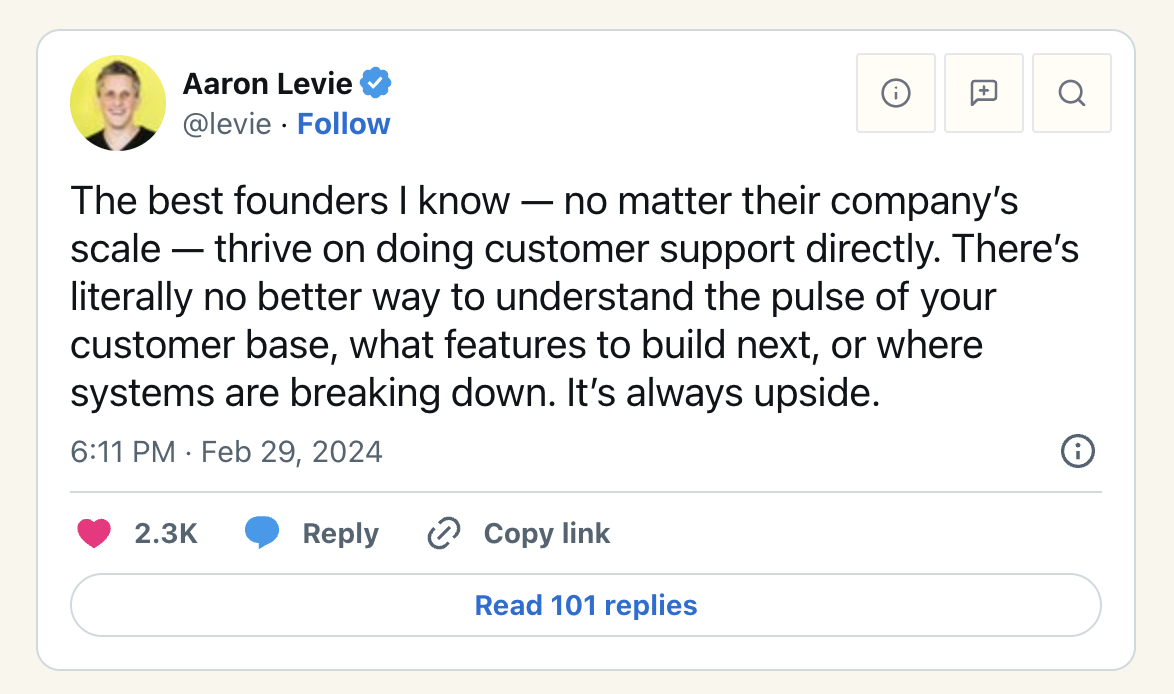 Aaron Levie
@levie · Follow
The best founders I know — no matter their company’s
scale — thrive on doing customer support directly. There’s
literally no better way to understand the pulse of your
customer base, what features to build next, or where
systems are breaking down. It’s always upside.
6:11 PM · Feb 29, 2024
2.3K Reply Copy link
Read 101 replies